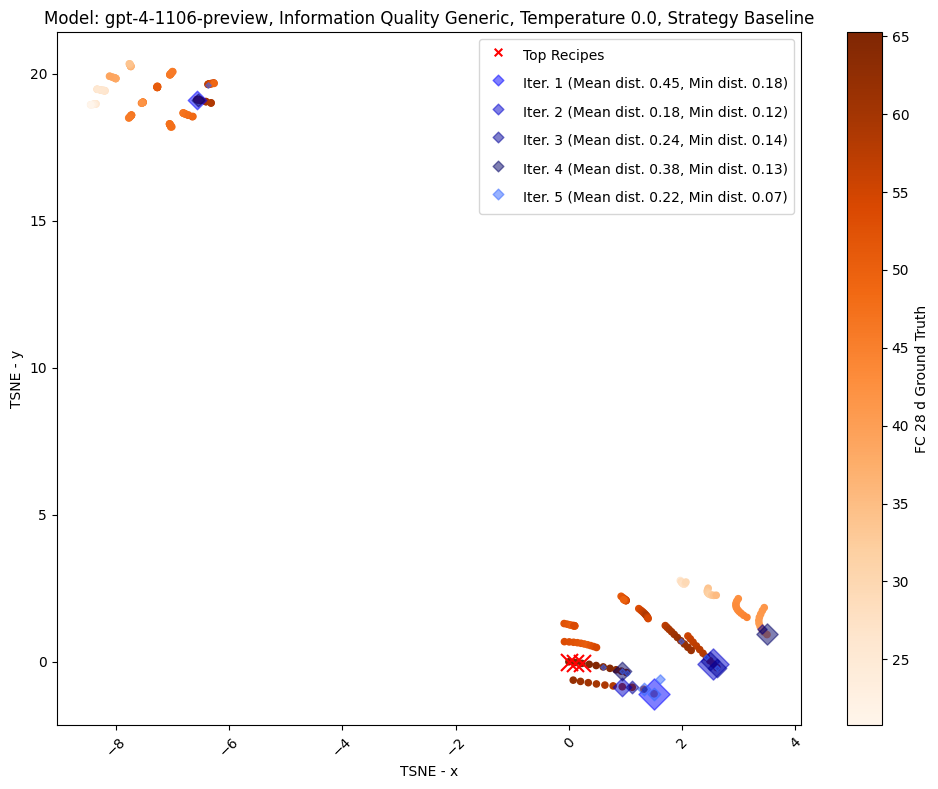 Model: gpt-4-1106-preview, Information Quality Generic, Temperature 0.0, Strategy Baseline
Top Recipes
Iter. 1 (Mean dist. 0.45, Min dist. 0.18)
Iter. 2 (Mean dist. 0.18, Min dist. 0.12)
Iter. 3 (Mean dist. 0.24, Min dist. 0.14)
Iter. 4 (Mean dist. 0.38, Min dist. 0.13)
Iter. 5 (Mean dist. 0.22, Min dist. 0.07)
TSNE - y
20
15
10
5
0
−8
−6
−4
−2
0
2
4
TSNE - x
65
60
55
50
45
40
35
30
25
FC 28 d Ground Truth